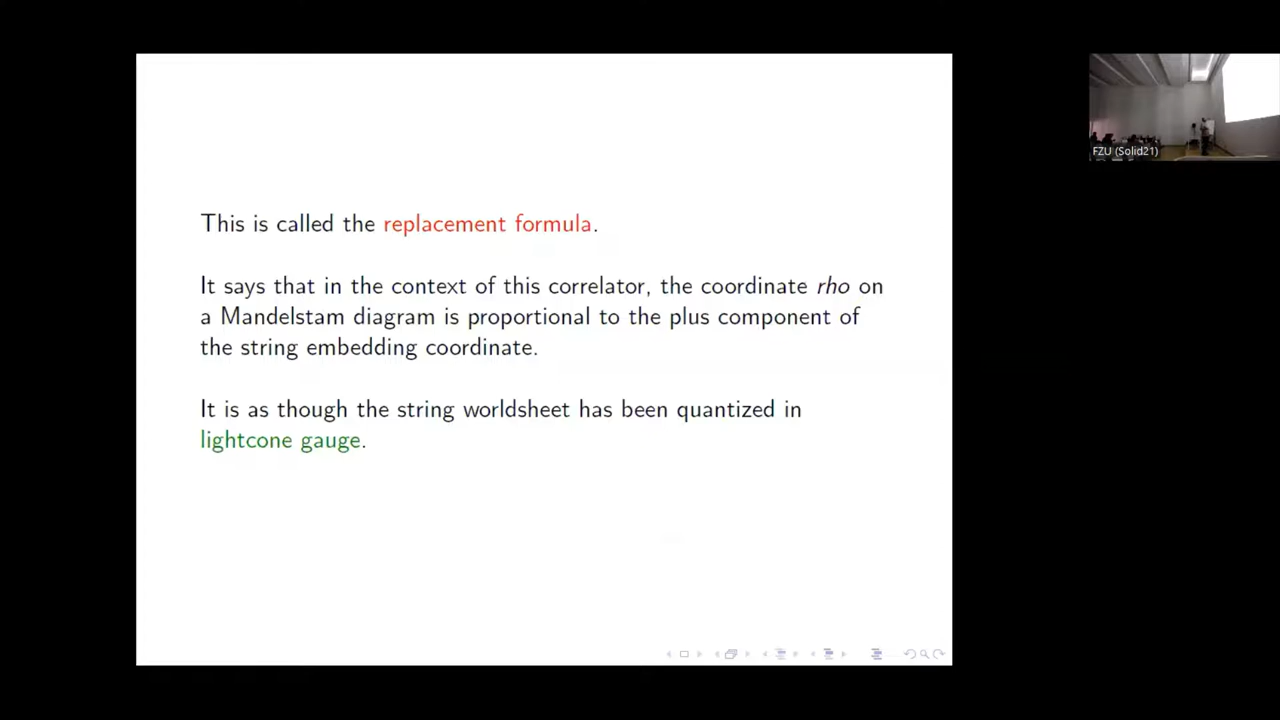 This is called the replacement formula.
It says that in the context of this correlator, the coordinate rho on
a Mandelstam diagram is proportional to the plus component of
the string embedding coordinate.
It is as though the string worldsheet has been quantized in
lightcone gauge.
FZU (Solid21)